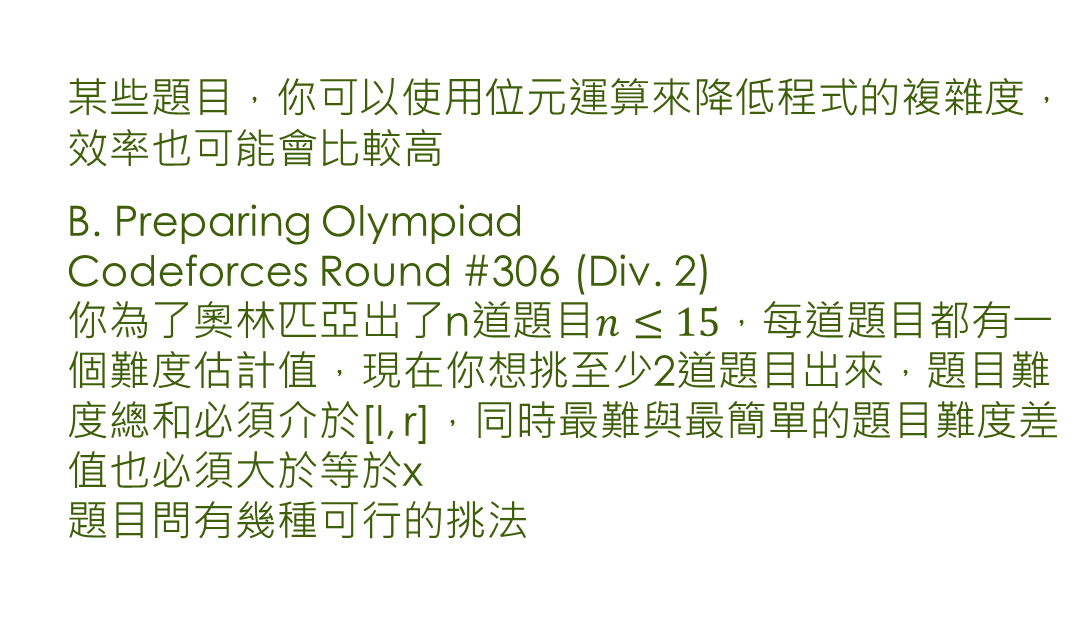 某些題目，你可以使用位元運算來降低程式的複雜度，
效率也可能會比較高
B. Preparing Olympiad
Codeforces Round #306 (Div. 2)
你為了奧林匹亞出了n道題目𝑛 ≤ 15，每道題目都有一
個難度估計值，現在你想挑至少2道題目出來，題目難
度總和必須介於[l, r]，同時最難與最簡單的題目難度差
值也必須大於等於x
題目問有幾種可行的挑法